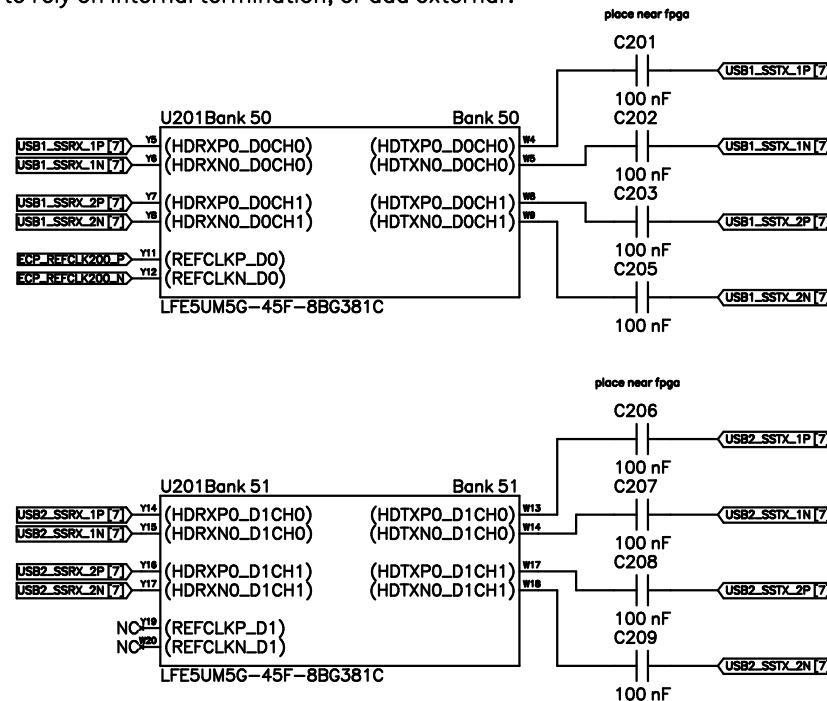 to rely on internal termination, or add external?
place near fpga
C201
USB1_SSTX_1P [7]
100 nF
U201Bank 50 Bank 50
C202
USB1_SSRX_1P [7] Y5 (HDRXP0_D0CH0) (HDTXP0_D0CH0) W4 USB1_SSTX_1N [7]
USB1_SSRX_1N [7] Y6 (HDRXN0_D0CH0) (HDTXN0_D0CH0) W5
100 nF
C203
USB1_SSRX_2P [7] Y7 (HDRXP0_D0CH1) (HDTXP0_D0CH1) W8
USB1_SSRX_2N [7] Y8 (HDRXN0_D0CH1) (HDTXN0_D0CH1) W9 USB1_SSTX_2P [7]
100 nF
ECP_REFCLK200_P Y11 (REFCLKP_D0)
C205
ECP_REFCLK200_N Y12 (REFCLKN_D0)
USB1_SSTX_2N [7]
LFE5UM5G-45F-8BG381C
100 nF
place near fpga
C206
USB2_SSTX_1P [7]
100 nF
U201Bank 51 Bank 51
C207
USB2_SSRX_1P [7] Y14 (HDRXP0_D1CH0) (HDTXP0_D1CH0) W13 USB2_SSTX_1N [7]
USB2_SSRX_1N [7] Y15 (HDRXN0_D1CH0) (HDTXN0_D1CH0) W14
100 nF
C208
USB2_SSRX_2P [7] Y16 (HDRXP0_D1CH1) (HDTXP0_D1CH1) W17
USB2_SSRX_2N [7] Y17 (HDRXN0_D1CH1) (HDTXN0_D1CH1) W18 USB2_SSTX_2P [7]
100 nF
NC Y19 (REFCLKP_D1)
C209
NC W20 (REFCLKN_D1)
USB2_SSTX_2N [7]
LFE5UM5G-45F-8BG381C
100 nF